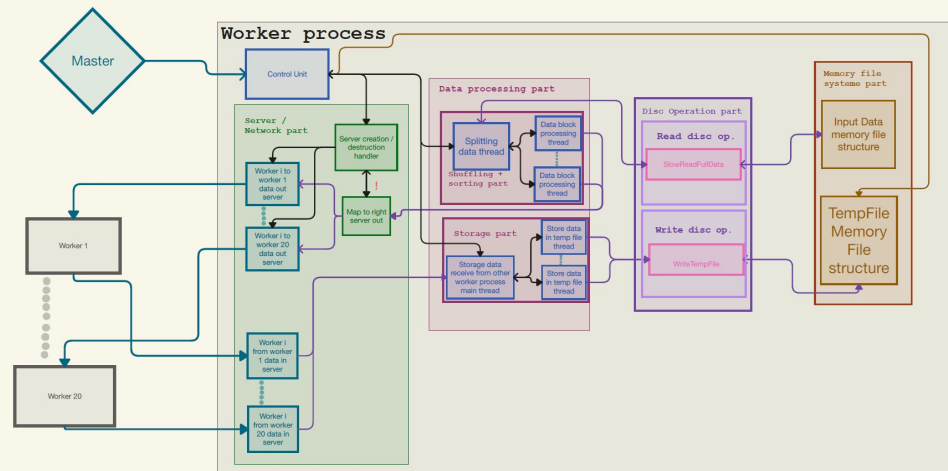 Worker process
Master
Control Unit
Server /
Network part
Server creation /
destruction
handler
Worker i to
worker 1
data out
server
!
Map to right
server out
Worker i to
worker 20
data out
server
Worker 1
Worker i
from worker
1 data in
server
Worker 20
Worker i
from worker
20 data in
server
Data processing part
Splitting
data thread
Data block
processing
thread
Shuffling +
sorting part
Data block
processing
thread
Storage part
Storage data
receive from other
worker process
main thread
Store data
in temp file
thread
Store data
in temp file
thread
Disc Operation part
Read disc op.
SlowReadFullData
Write disc op.
WriteTempFile
Memory file
systeme part
Input Data
memory file
structure
TempFile
Memory
File
structure